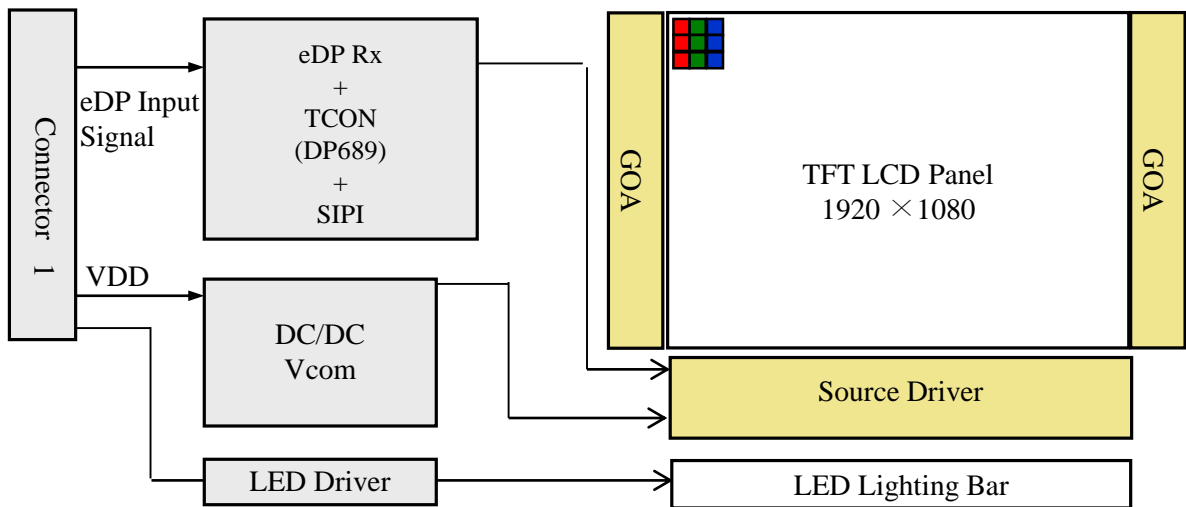 Connector 1
eDP Input
Signal
eDP Rx
+
TCON
(DP689)
+
SIPI
VDD
DC/DC
Vcom
LED Driver
GOA
TFT LCD Panel
1920 ×1080
GOA
Source Driver
LED Lighting Bar